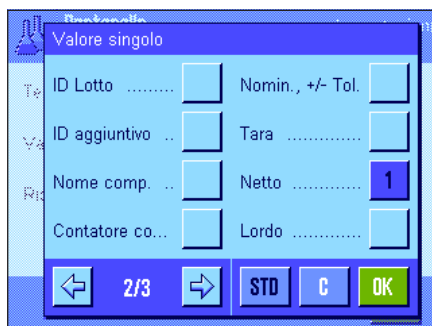 Valore singolo
ID Lotto ......... Nomin., +/- Tol.
ID aggiuntivo .. Tara .............
Nome comp. .. Netto ........... 1
Contatore co... Lordo ............
2/3 STD C OK